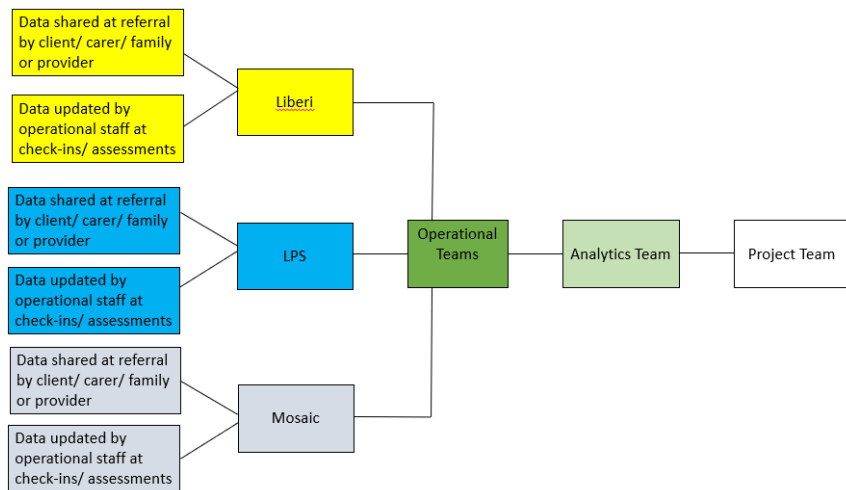 Data shared at referral
by client/ carer/ family
or provider
Data updated by
operational staff at
check-ins/ assessments
Liberi
Data shared at referral
by client/ carer/ family
or provider
Data updated by
operational staff at
check-ins/ assessments
LPS
Data shared at referral
by client/ carer/ family
or provider
Data updated by
operational staff at
check-ins/ assessments
Mosaic
Operational
Teams
Analytics Team
Project Team